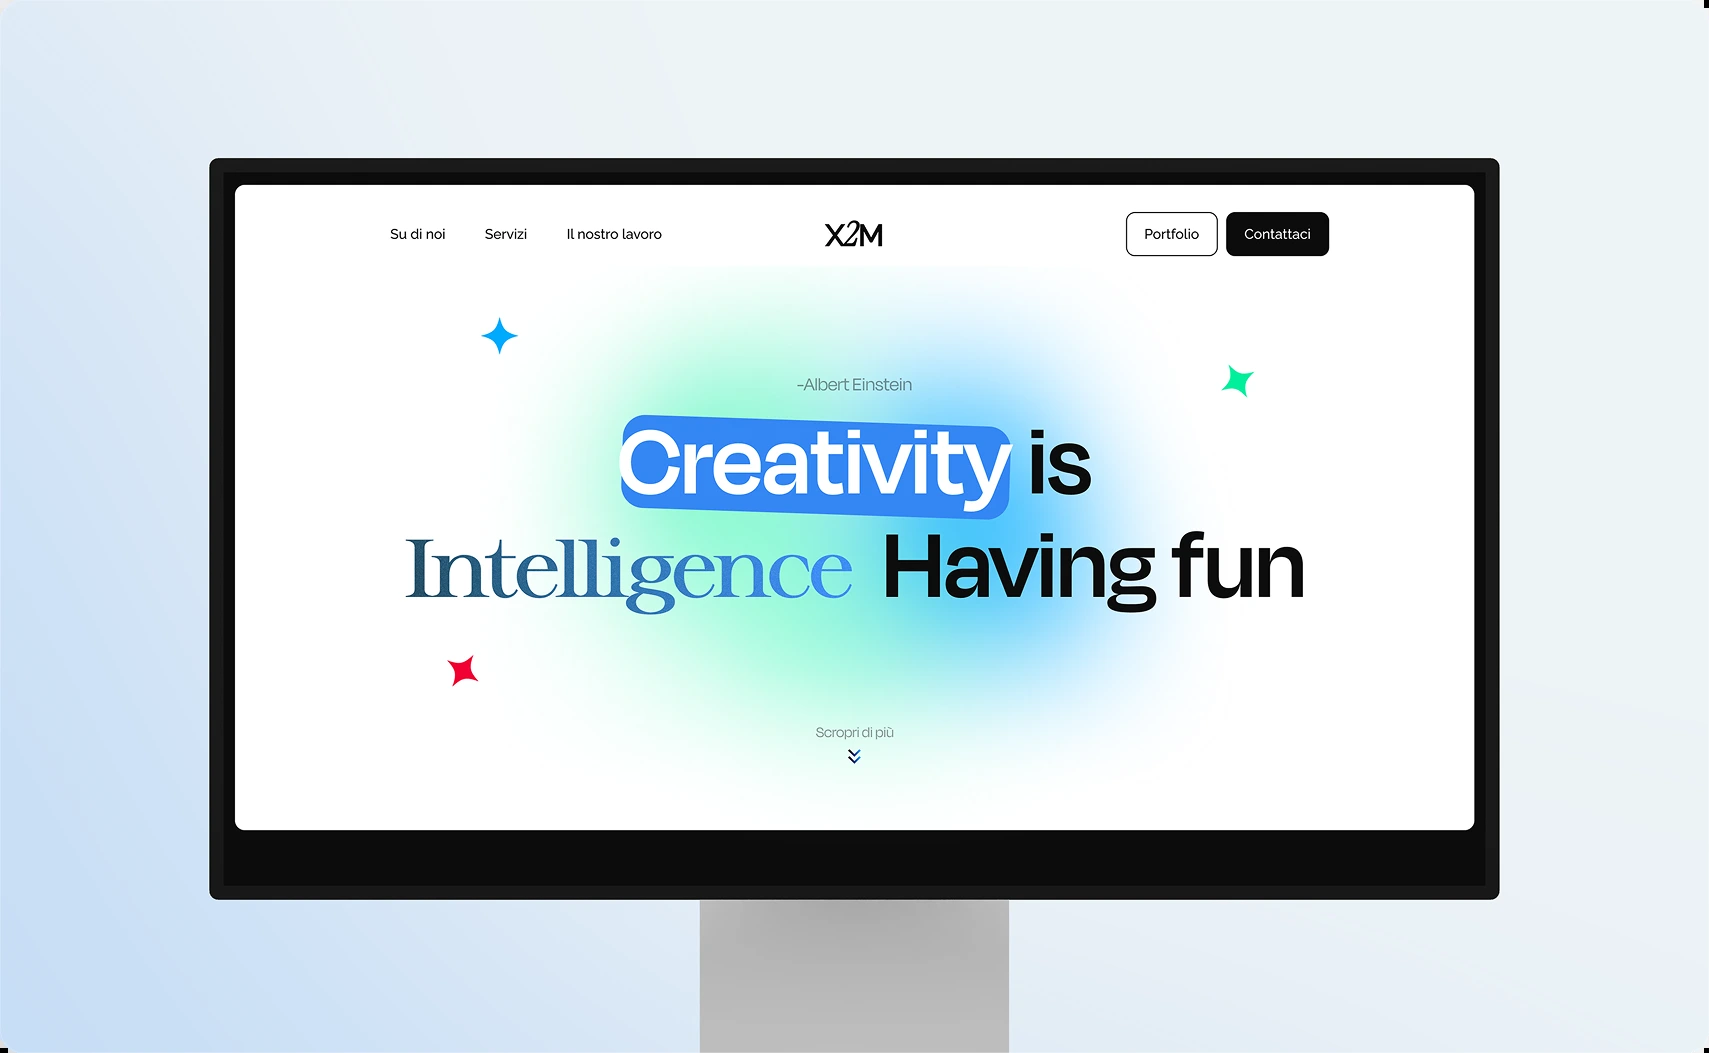 Su di noi
Servizi
Il nostro lavoro
X2M
Portfolio
Contattaci
-Albert Einstein
Creativity is
Intelligence Having fun
Scropri di più